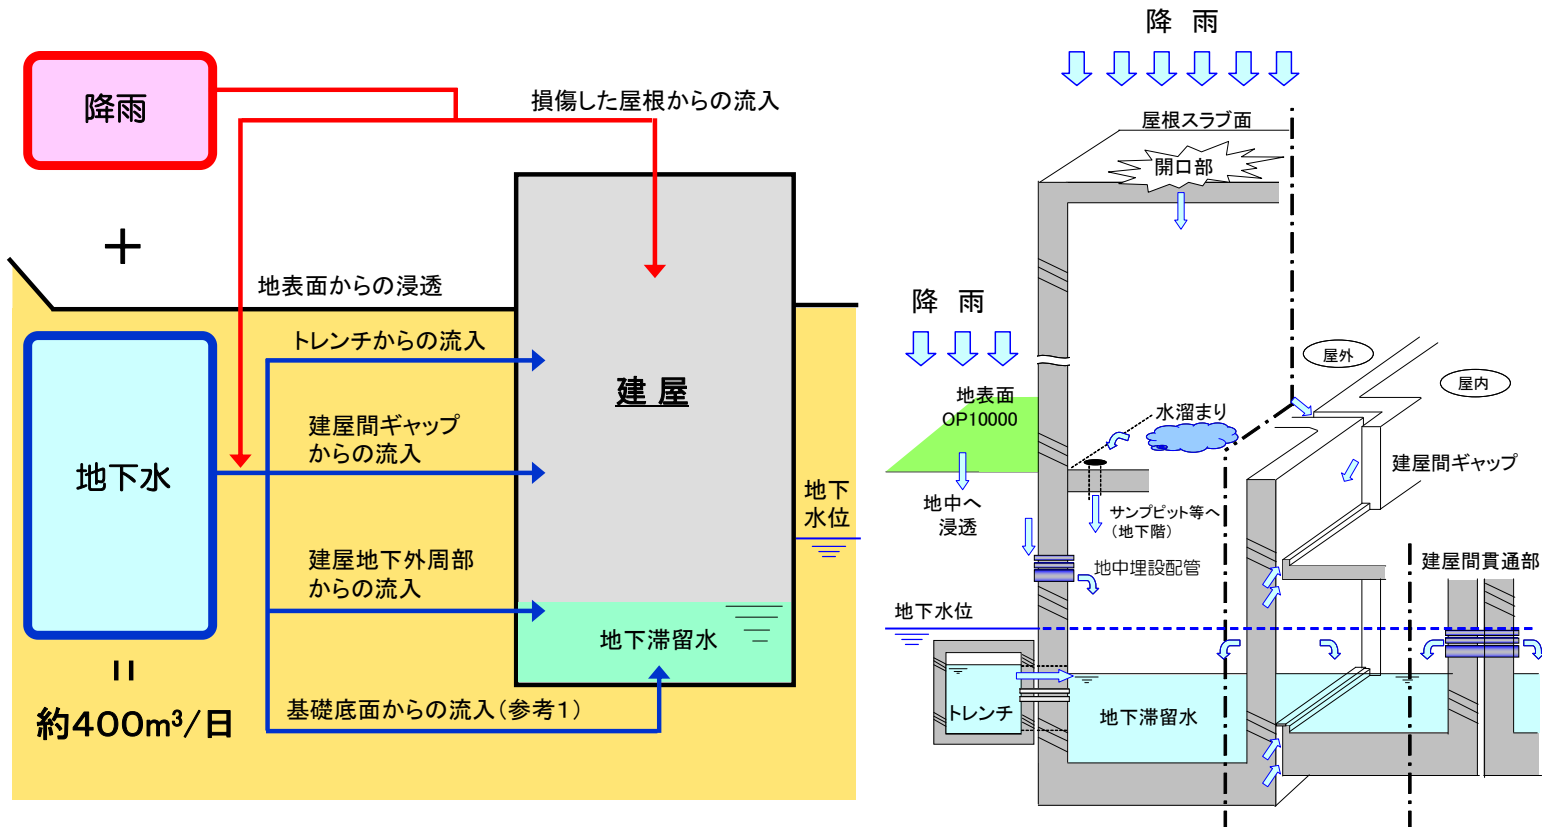 降雨
損傷した屋根からの流入
＋
地表面からの浸透
トレンチからの流入
建屋
建屋間ギャップ
からの流入
地下水
地下
水位
建屋地下外周部
からの流入
地下滞留水
＝
基礎底面からの流入(参考１)
約400m³/日
降 雨
屋根スラブ面
開口部
降 雨
屋外
屋内
地表面
OP10000
水溜まり
建屋間ギャップ
地中へ
浸透
サンプピット等へ
(地下階)
地中埋設配管
建屋間貫通部
地下水位
トレンチ
地下滞留水